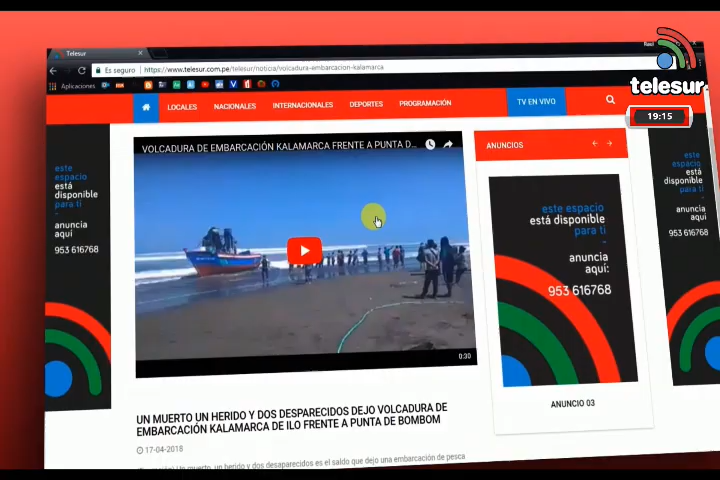 Telesur
Raul
Es seguro
https://www.telesur.com.pe/telesur/noticia/volcadura-embarcacion-kalamarca
Aplicaciones
telesur
19:15
LOCALES
NACIONALES
INTERNACIONALES
DEPORTES
PROGRAMACIÓN
TV EN VIVO
VOLCADURA DE EMBARCACIÓN KALAMARCA FRENTE A PUNTA D...
ANUNCIOS
este
espacio
está
disponible
para ti
-
anuncia
aquí
953 616768
este espacio
está disponible
para ti
-
anuncia
aquí:
953 616768
este
espacio
está
disponible
para ti
-
anuncia
aquí
953 616768
0:30
ANUNCIO 03
UN MUERTO UN HERIDO Y DOS DESPARECIDOS DEJO VOLCADURA DE
EMBARCACIÓN KALAMARCA DE ILO FRENTE A PUNTA DE BOMBOM
17-04-2018
Un muerto, un herido y dos desaparecidos es el saldo que dejo una embarcación de pesca